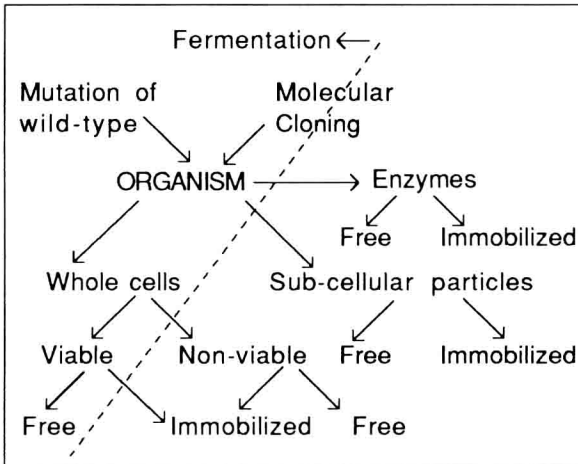 Fermentation
Mutation of
wild-type
Molecular
Cloning
ORGANISM
Enzymes
Free
Immobilized
Whole cells
Sub-cellular particles
Viable
Non-viable
Free
Immobilized
Free
Immobilized
Free